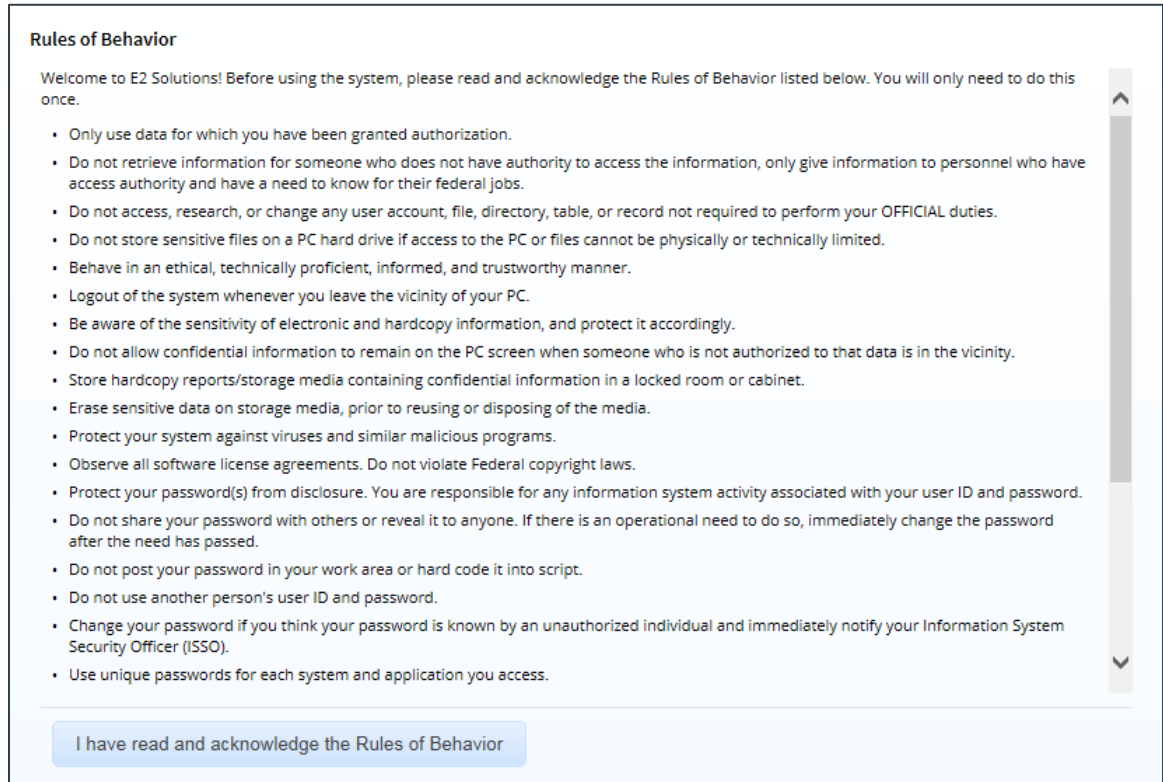 Rules of Behavior
Welcome to E2 Solutions! Before using the system, please read and acknowledge the Rules of Behavior listed below. You will only need to do this
once.
• Only use data for which you have been granted authorization.
• Do not retrieve information for someone who does not have authority to access the information, only give information to personnel who have
access authority and have a need to know for their federal jobs.
• Do not access, research, or change any user account, file, directory, table, or record not required to perform your OFFICIAL duties.
• Do not store sensitive files on a PC hard drive if access to the PC or files cannot be physically or technically limited.
• Behave in an ethical, technically proficient, informed, and trustworthy manner.
• Logout of the system whenever you leave the vicinity of your PC.
• Be aware of the sensitivity of electronic and hardcopy information, and protect it accordingly.
• Do not allow confidential information to remain on the PC screen when someone who is not authorized to that data is in the vicinity.
• Store hardcopy reports/storage media containing confidential information in a locked room or cabinet.
• Erase sensitive data on storage media, prior to reusing or disposing of the media.
• Protect your system against viruses and similar malicious programs.
• Observe all software license agreements. Do not violate Federal copyright laws.
• Protect your password(s) from disclosure. You are responsible for any information system activity associated with your user ID and password.
• Do not share your password with others or reveal it to anyone. If there is an operational need to do so, immediately change the password
after the need has passed.
• Do not post your password in your work area or hard code it into script.
• Do not use another person's user ID and password.
• Change your password if you think your password is known by an unauthorized individual and immediately notify your Information System
Security Officer (ISSO).
• Use unique passwords for each system and application you access.
I have read and acknowledge the Rules of Behavior